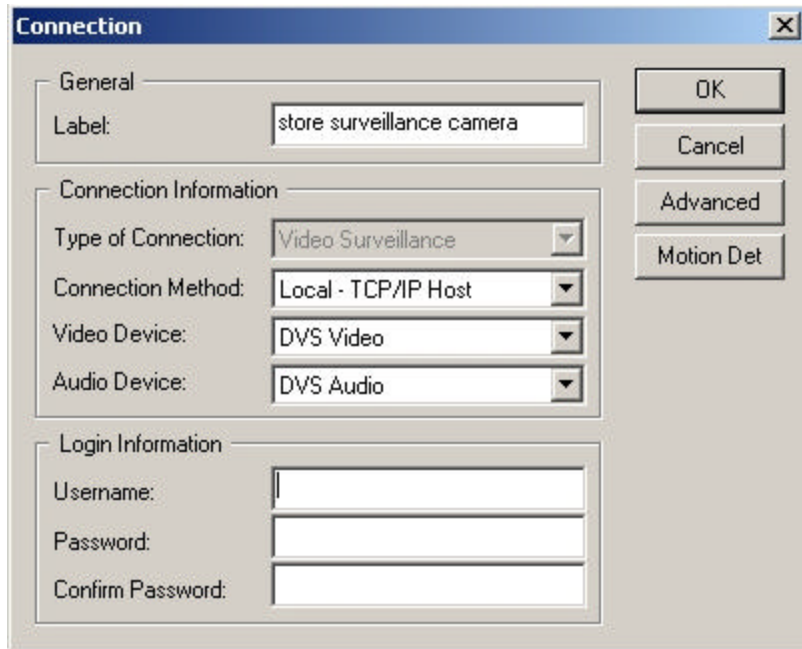 Connection
General
Label: store surveillance camera
Connection Information
Type of Connection: Video Surveillance
Connection Method: Local - TCP/IP Host
Video Device: DVS Video
Audio Device: DVS Audio
Login Information
Username:
Password:
Confirm Password:
OK
Cancel
Advanced
Motion Det